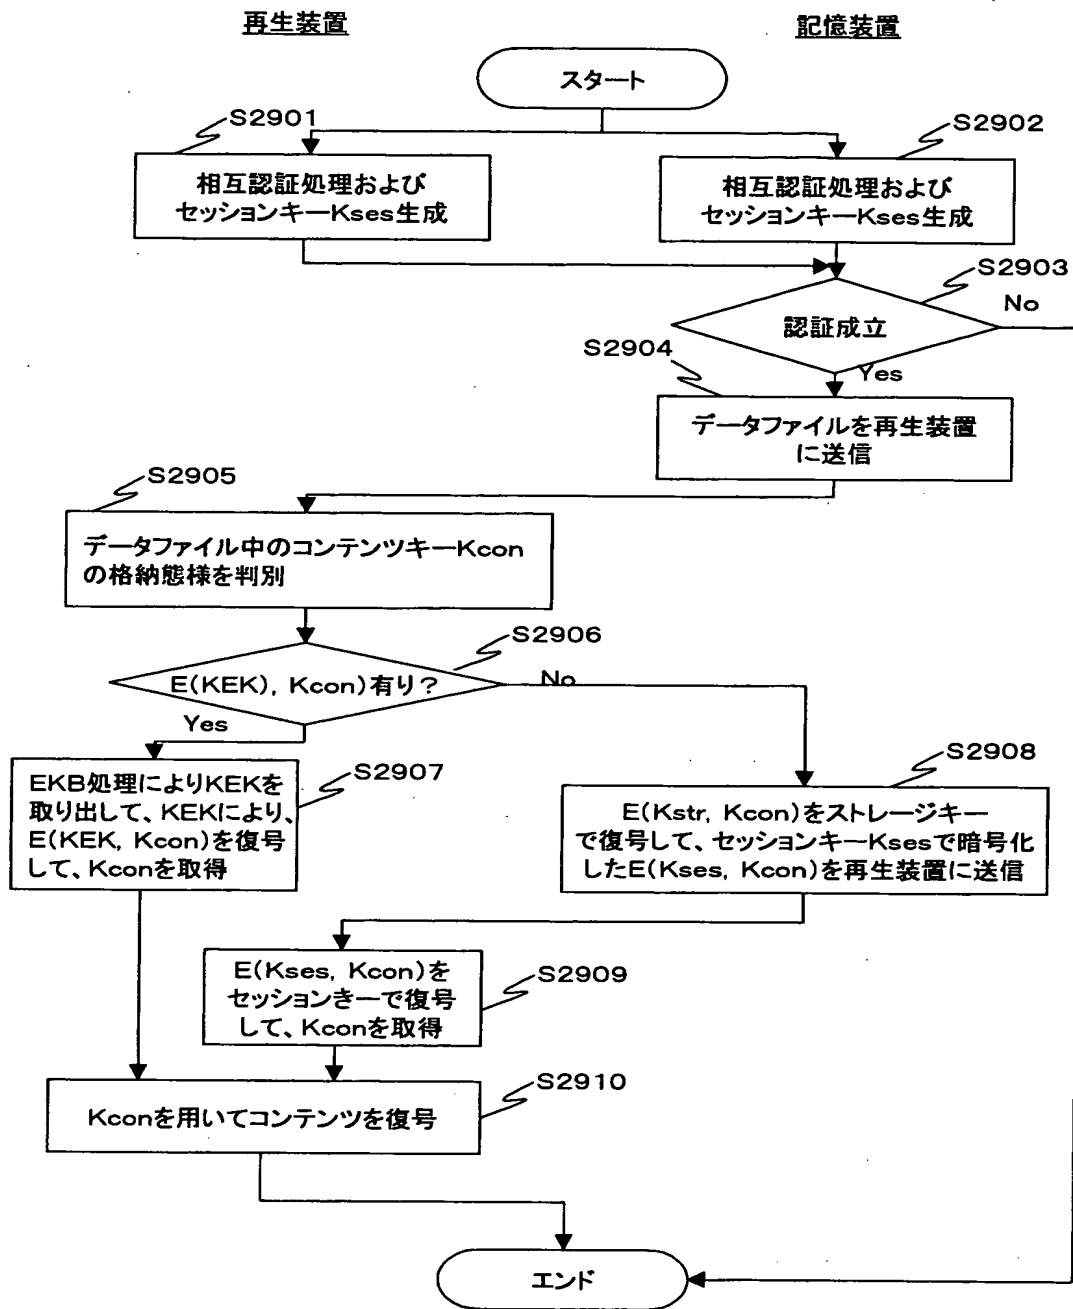 再生装置
記憶装置
スタート
S2901
S2902
相互認証処理および
セッションキーKses生成
相互認証処理および
セッションキーKses生成
S2903
認証成立
No
S2904
Yes
データファイルを再生装置
に送信
S2905
データファイル中のコンテンツキーKcon
の格納態様を判別
S2906
E(KEK), Kcon)有り?
No
Yes
S2907
EKB処理によりKEKを
取り出して、KEKにより、
E(KEK, Kcon)を復号
して、Kconを取得
S2908
E(Kstr, Kcon)をストレージキー
で復号して、セッションキーKsesで暗号化
したE(Kses, Kcon)を再生装置に送信
S2909
E(Kses, Kcon)を
セッションきーで復号
して、Kconを取得
S2910
Kconを用いてコンテンツを復号
エンド